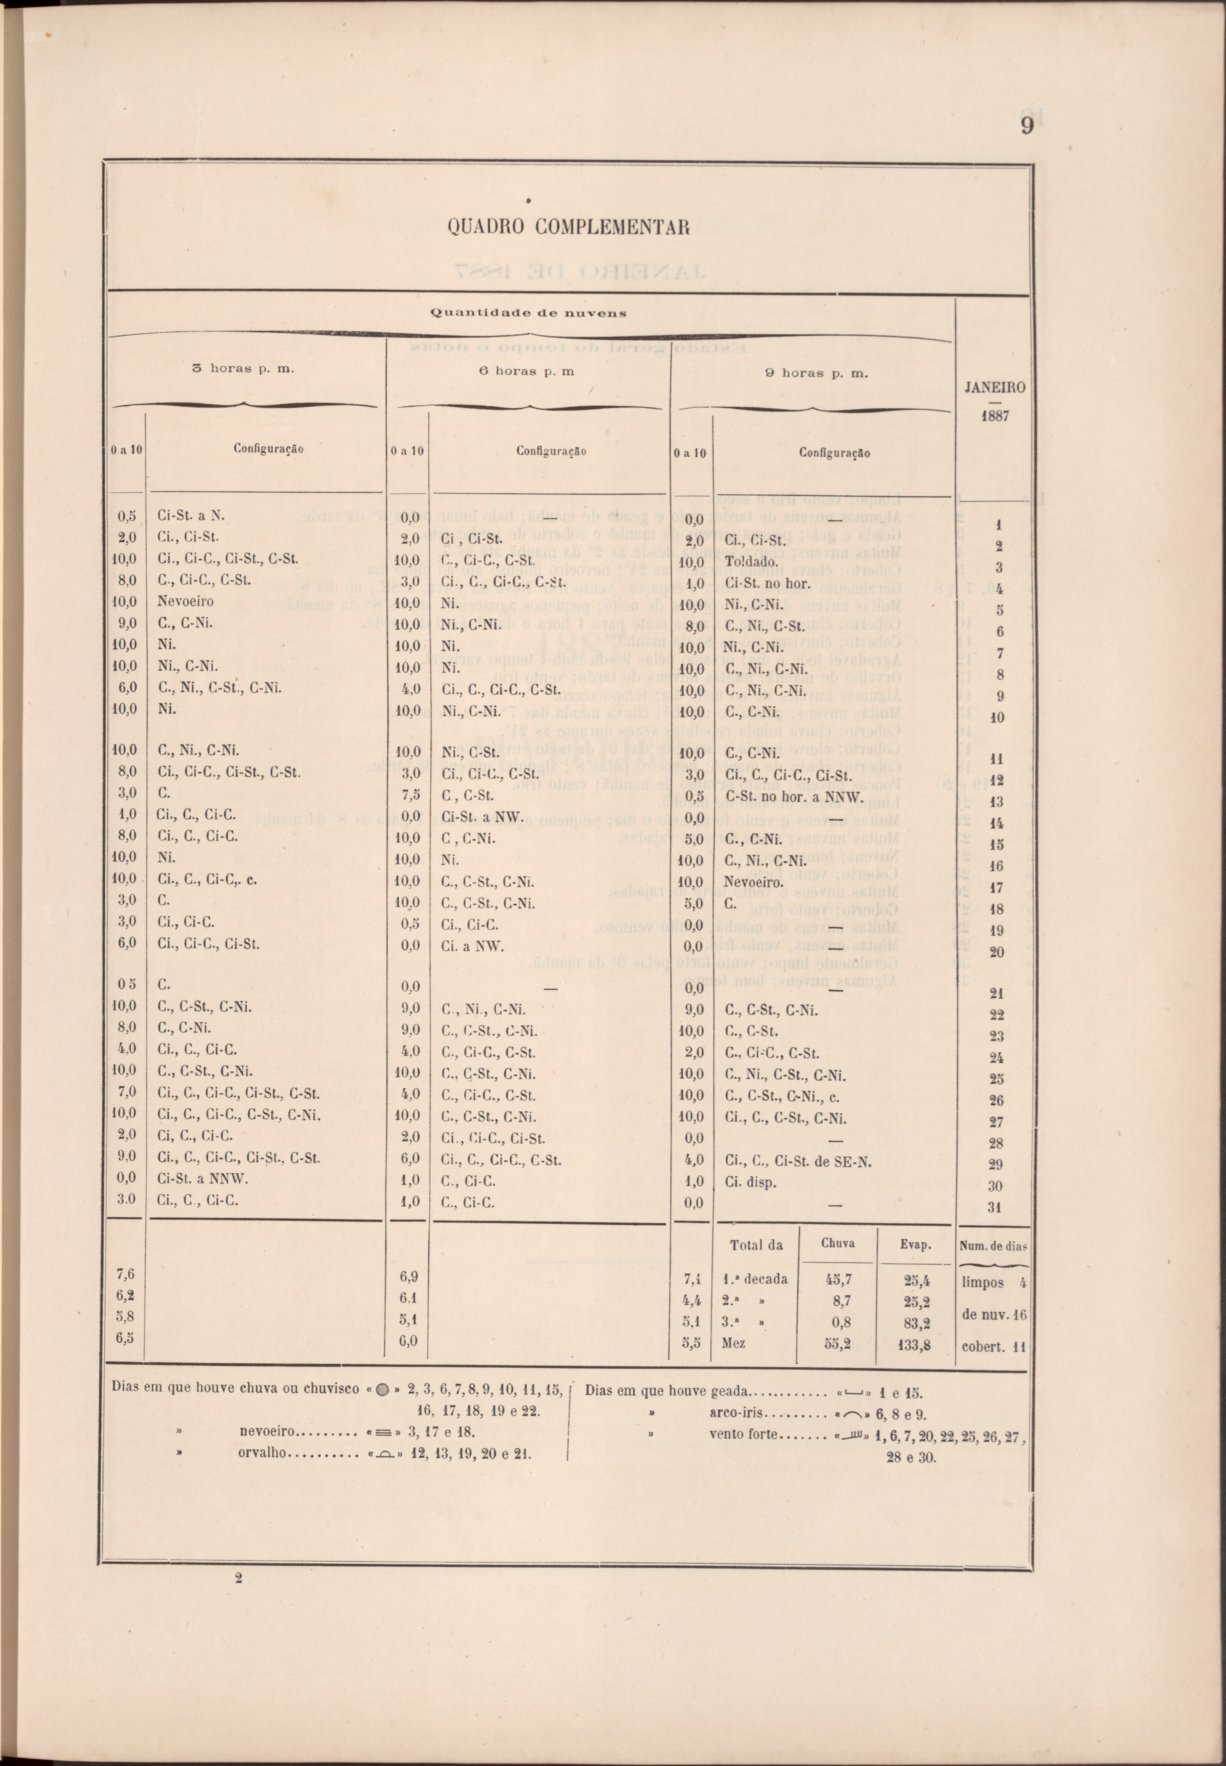 9
QUADRO COMPLEMENTAR
Quantidade de nuvens
3 horas p. m. 6 horas p. m 9 horas p. m.
JANEIRO
1887
0 a 10 Configuração 0 a 10 Configuração 0 a 10 Configuração
0,5 Ci-St. a N. 0,0 — 0,0 — 1
2,0 Ci., Ci-St. 2,0 Ci , Ci-St. 2,0 Ci., Ci-St. 2
10,0 Ci., Ci-C., Ci-St., C-St. 10,0 C., Ci-C., C-St. 10,0 Toldado. 3
8,0 C., Ci-C., C-St. 3,0 Ci., C., Ci-C., C-St. 1,0 Ci-St. no hor. 4
10,0 Nevoeiro 10,0 Ni. 10,0 Ni., C-Ni. 5
9,0 C., C-Ni. 10,0 Ni., C-Ni. 8,0 C., Ni., C-St. 6
10,0 Ni. 10,0 Ni. 10,0 Ni., C-Ni. 7
10,0 Ni., C-Ni. 10,0 Ni. 10,0 C., Ni., C-Ni. 8
6,0 C., Ni., C-St., C-Ni. 4,0 Ci., C., Ci-C., C-St. 10,0 C., Ni., C-Ni. 9
10,0 Ni. 10,0 Ni., C-Ni. 10,0 C., C-Ni. 10
10,0 C., Ni., C-Ni. 10,0 Ni., C-St. 10,0 C., C-Ni. 11
8,0 Ci., Ci-C., Ci-St., C-St. 3,0 Ci., Ci-C., C-St. 3,0 Ci., C., Ci-C., Ci-St. 12
3,0 C. 7,5 C , C-St. 0,5 C-St. no hor. a NNW. 13
1,0 Ci., C., Ci-C. 0,0 Ci-St. a NW. 0,0 — 14
8,0 Ci., C., Ci-C. 10,0 C , C-Ni. 5,0 C., C-Ni. 15
10,0 Ni. 10,0 Ni. 10,0 C., Ni., C-Ni. 16
10,0 Ci., C., Ci-C,. c. 10,0 C., C-St., C-Ni. 10,0 Nevoeiro. 17
3,0 C. 10,0 C., C-St., C-Ni. 5,0 C. 18
3,0 Ci., Ci-C. 0,5 Ci., Ci-C. 0,0 — 19
6,0 Ci., Ci-C., Ci-St. 0,0 Ci. a NW. 0,0 — 20
0 5 C. 0,0 — 0,0 — 21
10,0 C., C-St., C-Ni. 9,0 C., Ni., C-Ni. 9,0 C., C-St., C-Ni. 22
8,0 C., C-Ni. 9,0 C., C-St., C-Ni. 10,0 C., C-St. 23
4,0 Ci., C., Ci-C. 4,0 C., Ci-C., C-St. 2,0 C., Ci-C., C-St. 24
10,0 C., C-St., C-Ni. 10,0 C., C-St., C-Ni. 10,0 C., Ni., C-St., C-Ni. 25
7,0 Ci., C., Ci-C., Ci-St., C-St. 4,0 C., Ci-C., C-St. 10,0 C., C-St., C-Ni., c. 26
10,0 Ci., C., Ci-C., C-St., C-Ni. 10,0 C., C-St., C-Ni. 10,0 Ci., C., C-St., C-Ni. 27
2,0 Ci, C., Ci-C. 2,0 Ci., Ci-C., Ci-St. 0,0 — 28
9,0 Ci., C., Ci-C., Ci-St., C-St. 6,0 Ci., C., Ci-C., C-St. 4,0 Ci., C., Ci-St. de SE-N. 29
0,0 Ci-St. a NNW. 1,0 C., Ci-C. 1,0 Ci. disp. 30
3.0 Ci., C., Ci-C. 1,0 C., Ci-C. 0,0 — 31
Total da Chuva Evap. Num. de dias
7,6 6,9 7,1 1.ª decada 45,7 25,4 limpos 4
6,2 6,1 4,4 2.ª » 8,7 25,2
5,8 5,1 5,1 3.ª » 0,8 83,2 de nuv. 16
6,5 6,0 5,5 Mez 55,2 133,8 cobert. 11
Dias em que houve chuva ou chuvisco « » 2, 3, 6, 7, 8, 9, 10, 11, 15,
16, 17, 18, 19 e 22.
» nevoeiro......... « » 3, 17 e 18.
» orvalho.......... « » 12, 13, 19, 20 e 21.
Dias em que houve geada............ « » 1 e 15.
» arco-iris......... « » 6, 8 e 9.
» vento forte....... « » 1, 6, 7, 20, 22, 25, 26, 27,
28 e 30.
2